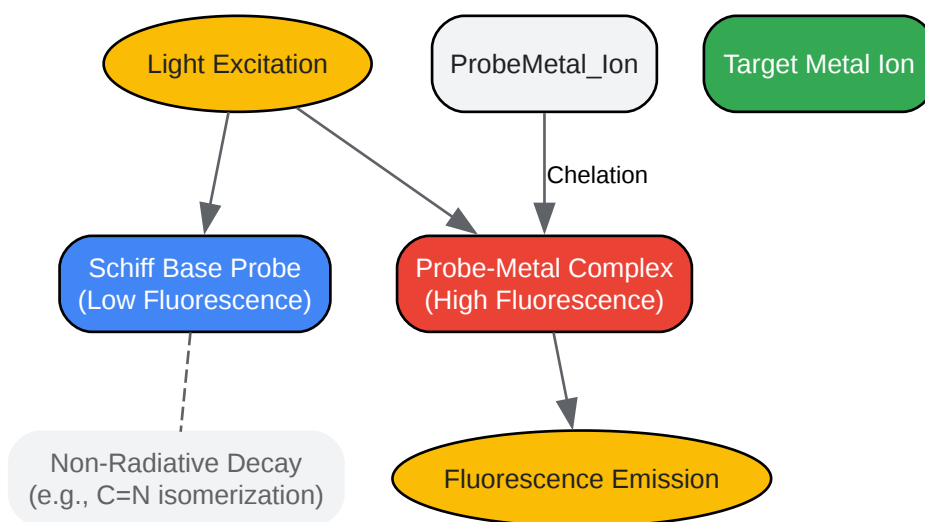 Light Excitation
ProbeMetal_Ion
Target Metal Ion
Chelation
Schiff Base Probe
(Low Fluorescence)
Probe-Metal Complex
(High Fluorescence)
Non-Radiative Decay
(e.g., C=N isomerization)
Fluorescence Emission